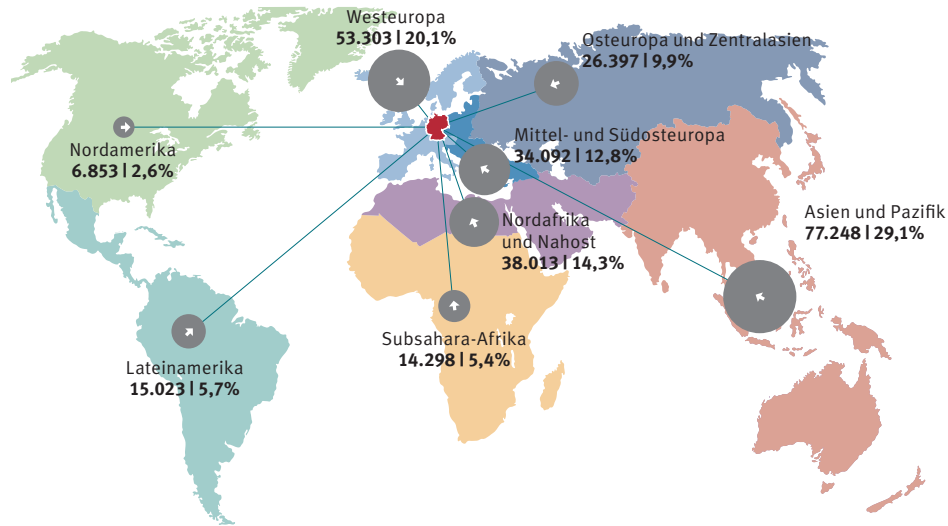 Westeuropa
53.303 | 20,1%
Osteuropa und Zentralasien
26.397 | 9,9%
Nordamerika
6.853 | 2,6%
Mittel- und Südosteuropa
34.092 | 12,8%
Nordafrika
und Nahost
38.013 | 14,3%
Asien und Pazifik
77.248 | 29,1%
Subsahara-Afrika
14.298 | 5,4%
Lateinamerika
15.023 | 5,7%